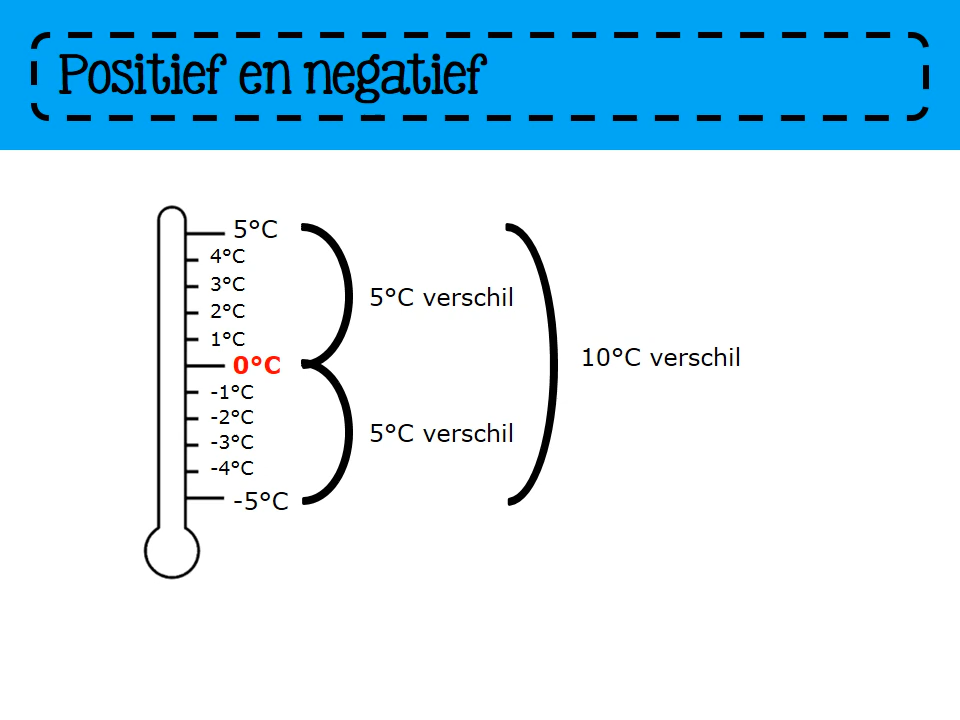 Positief en negatief
5°C
4°C
3°C
2°C
1°C
0°C
-1°C
-2°C
-3°C
-4°C
-5°C
5°C verschil
5°C verschil
10°C verschil